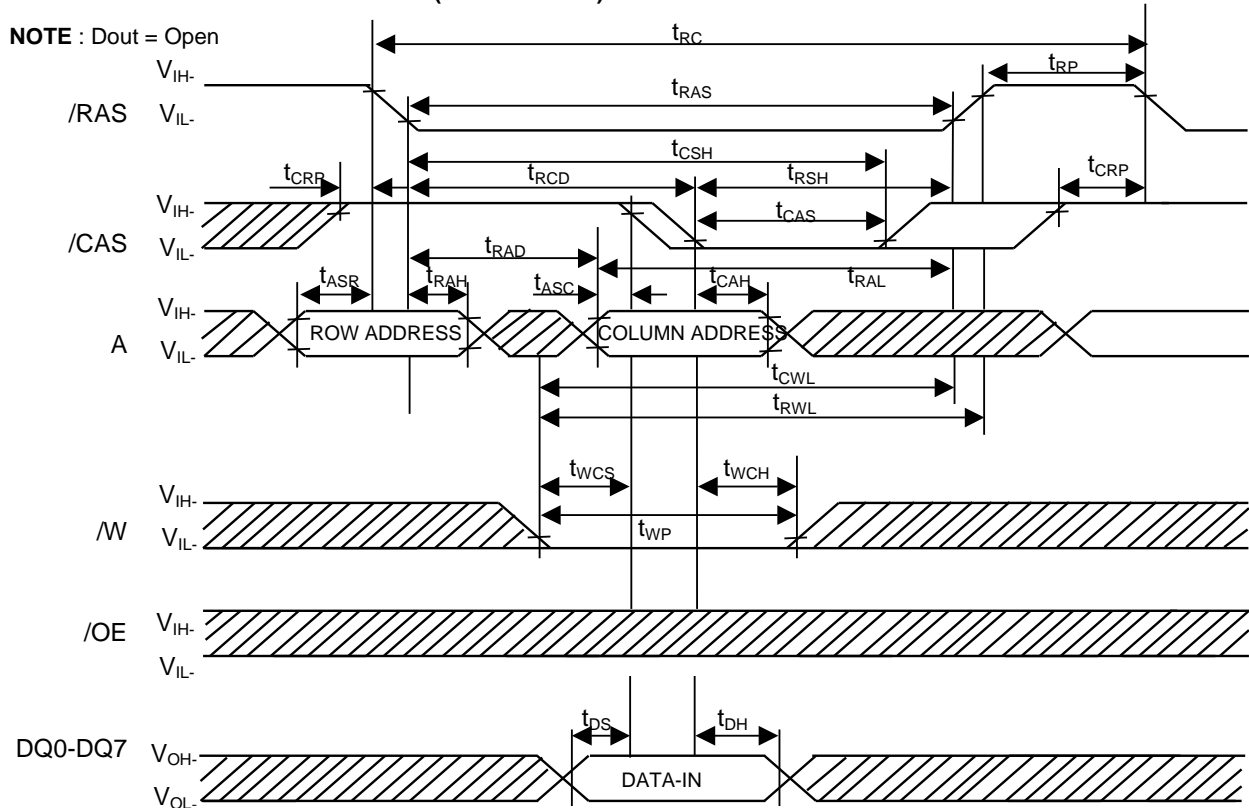 NOTE : Dout = Open
tRC
VIH-
tRP
/RAS
VIL-
tRAS
tCSH
tCRP
tRCD
tRSH
tCRP
VIH-
tCAS
/CAS
VIL-
tRAD
tRAL
tASR
tRAH
tASC
tCAH
VIH-
A
ROW ADDRESS
COLUMN ADDRESS
VIL-
tCWL
tRWL
tWCS
tWCH
VIH-
/W
tWP
VIL-
/OE
VIH-
VIL-
tDS
tDH
DQ0-DQ7
VOH-
DATA-IN
VOL-